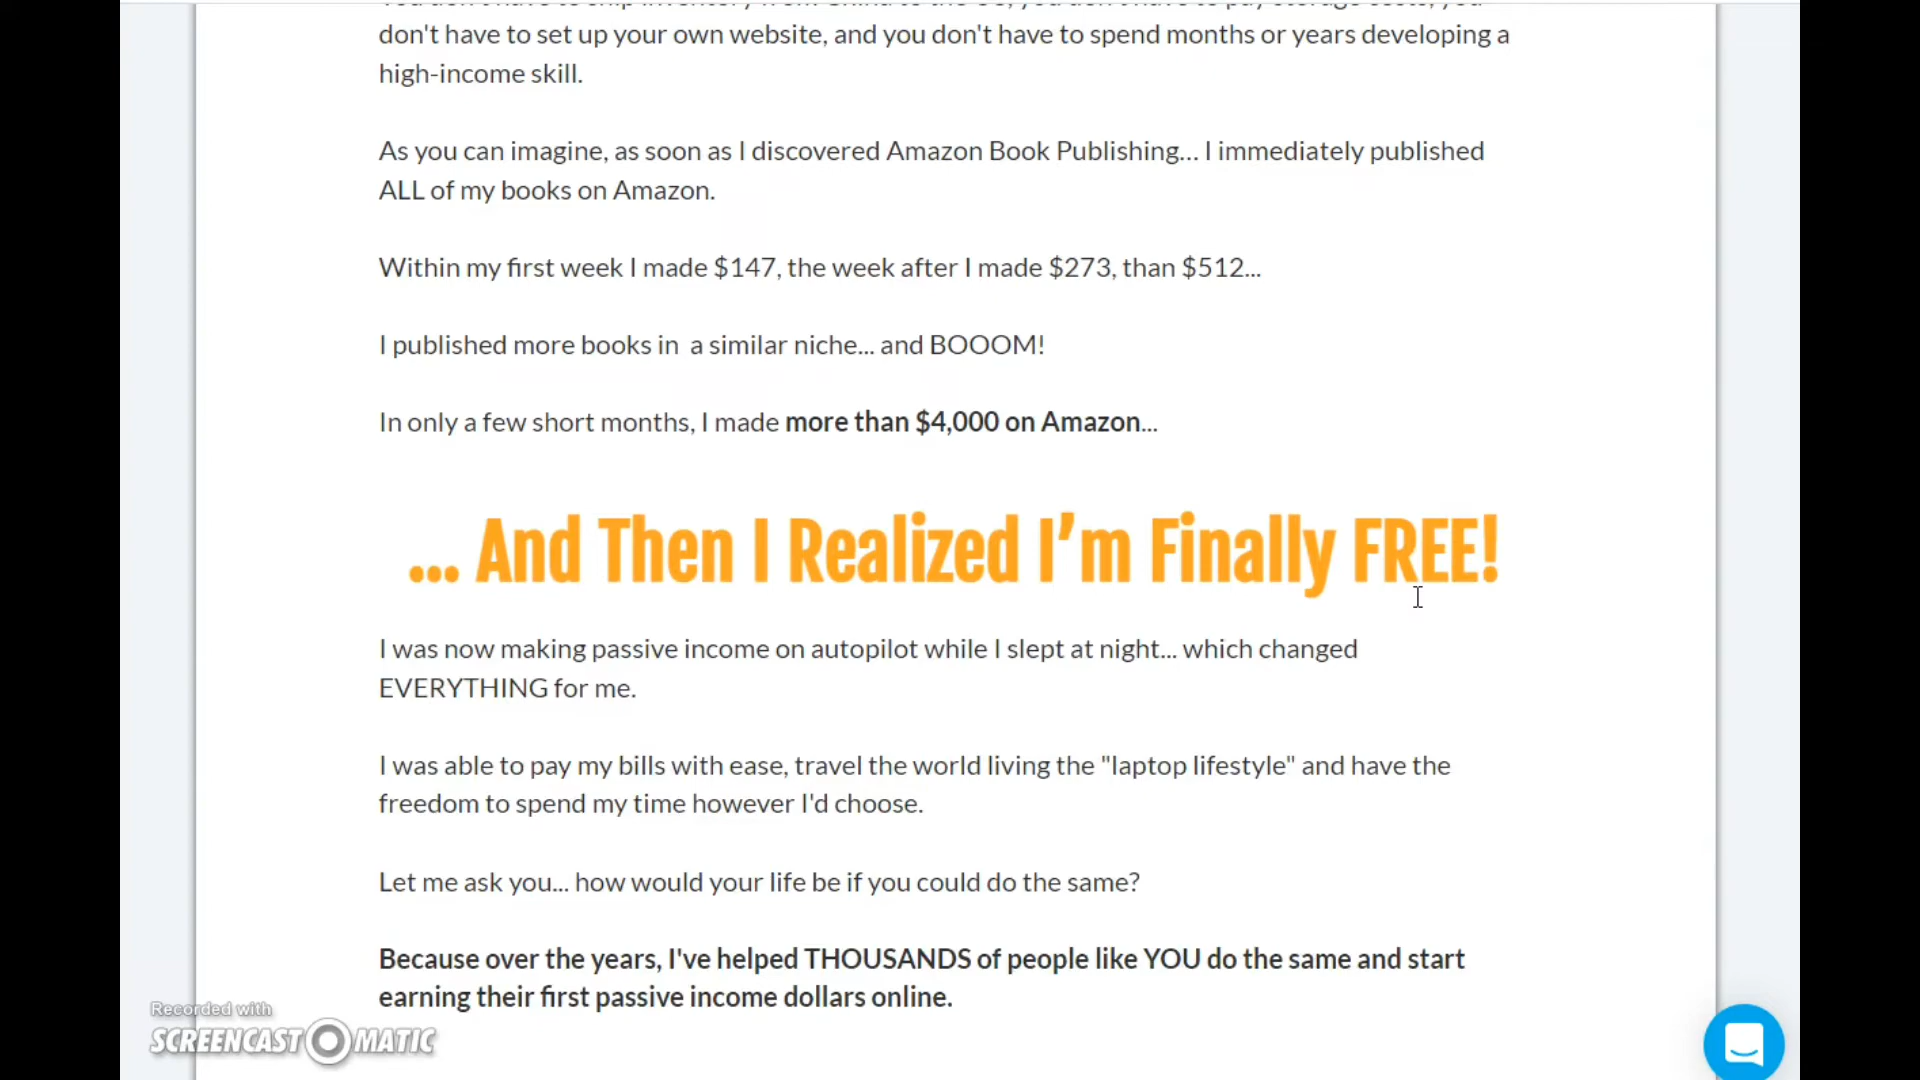 don't have to set up your own website, and you don't have to spend months or years developing a
high-income skill.
As you can imagine, as soon as I discovered Amazon Book Publishing... I immediately published
ALL of my books on Amazon.
Within my first week I made $147, the week after I made $273, than $512...
I published more books in a similar niche... and BOOOM!
In only a few short months, I made more than $4,000 on Amazon...
... And Then I Realized I'm Finally FREE!
I was now making passive income on autopilot while I slept at night... which changed
EVERYTHING for me.
I was able to pay my bills with ease, travel the world living the "laptop lifestyle" and have the
freedom to spend my time however I'd choose.
Let me ask you... how would your life be if you could do the same?
Because over the years, I've helped THOUSANDS of people like YOU do the same and start
earning their first passive income dollars online.
Recorded with
SCREENCAST MATIC